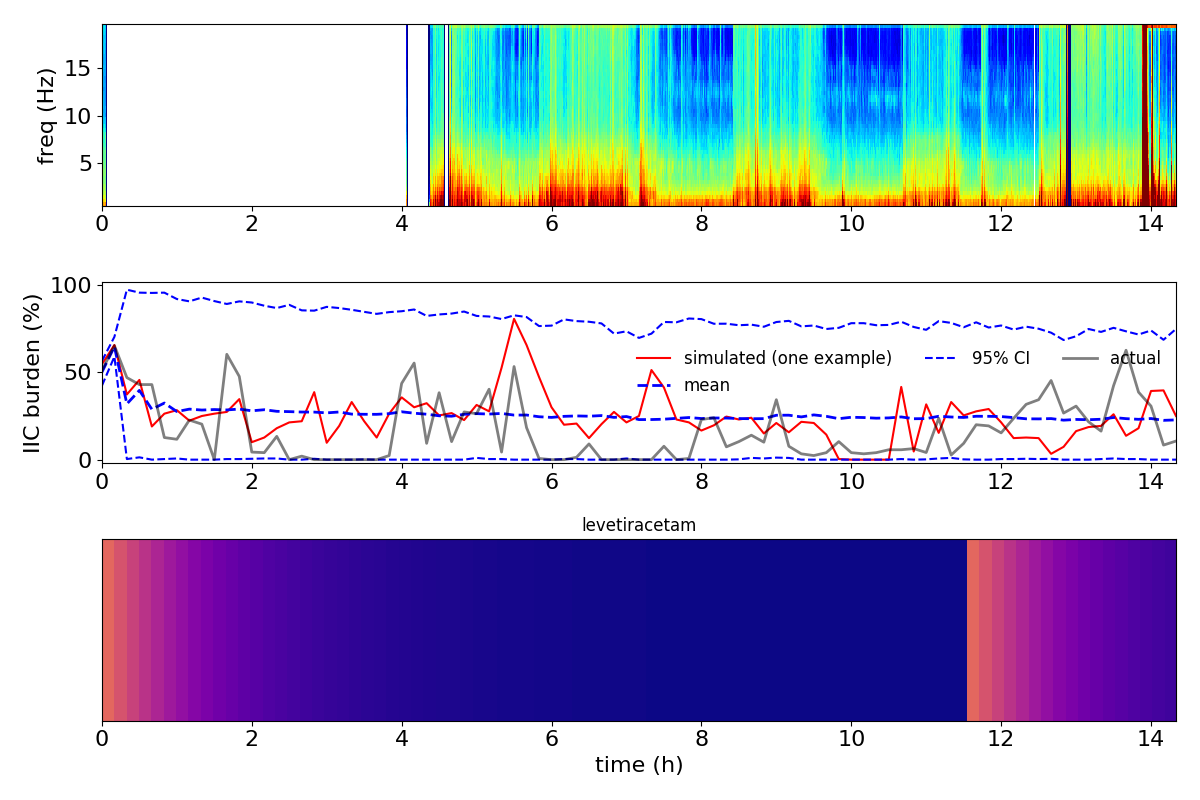 freq (Hz)
15
10
5
0 2 4 6 8 10 12 14
IIC burden (%)
100
50
0
simulated (one example) 95% CI actual
mean
0 2 4 6 8 10 12 14
levetiracetam
0 2 4 6 8 10 12 14
time (h)